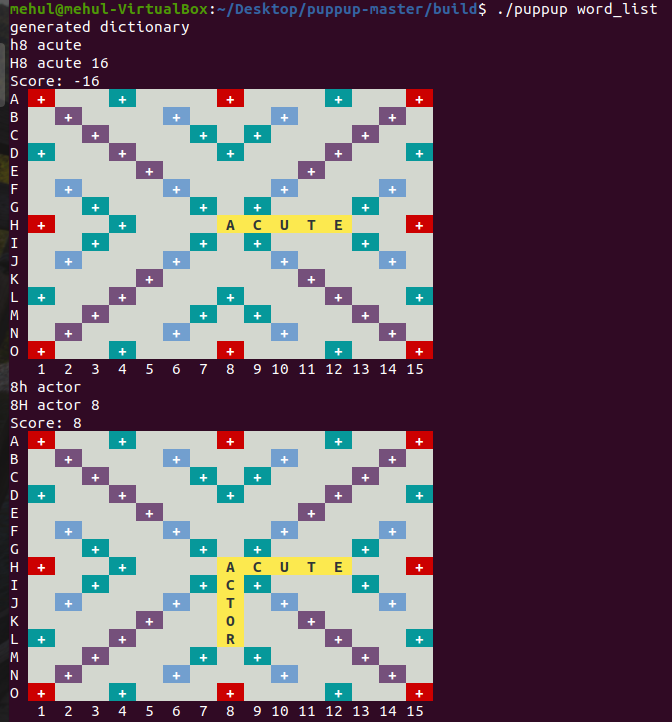 mehul@mehul-VirtualBox:~/Desktop/puppup-master/build$ ./puppup word_list
generated dictionary
h8 acute
H8 acute 16
Score: -16
A + + + + +
B + + + +
C + + + +
D + + + + +
E + +
F + + + +
G + + + +
H + + A C U T E +
I + + + +
J + + + +
K + +
L + + + + +
M + + + +
N + + + +
O + + + + +
1 2 3 4 5 6 7 8 9 10 11 12 13 14 15
8h actor
8H actor 8
Score: 8
A + + + + +
B + + + +
C + + + +
D + + + + +
E + +
F + + + +
G + + + +
H + + A C U T E +
I + + C + +
J + + T + +
K + O +
L + + R + +
M + + + +
N + + + +
O + + + + +
1 2 3 4 5 6 7 8 9 10 11 12 13 14 15